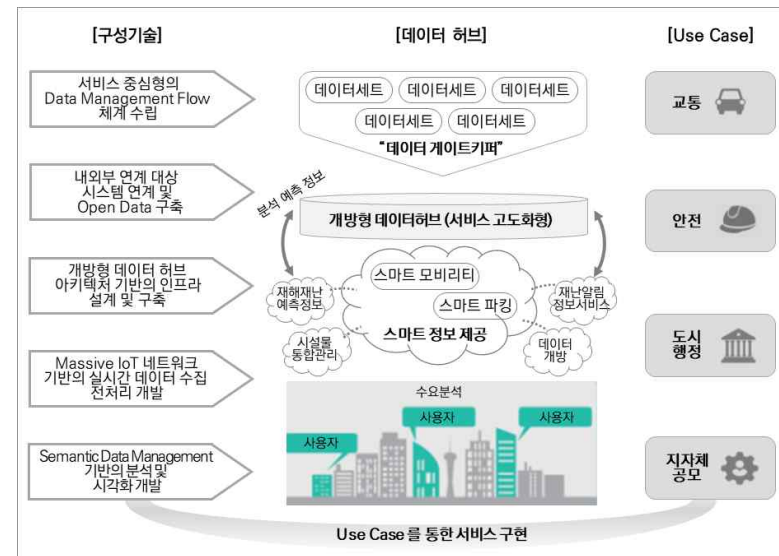 [구성기술]
서비스 중심형의
Data Management Flow
체계 수립
내외부 연계 대상
시스템 연계 및
Open Data 구축
개방형 데이터 허브
아키텍처 기반의 인프라
설계 및 구축
Massive IoT 네트워크
기반의 실시간 데이터 수집
전처리 개발
Semantic Data Management
기반의 분석 및
시각화 개발
[데이터 허브]
데이터세트 데이터세트 데이터세트
데이터세트 데이터세트
“데이터 게이트키퍼”
분석 예측 정보
개방형 데이터허브 (서비스 고도화형)
스마트 모비리티
스마트 파킹
스마트 정보 제공
재해재난
예측정보
시설물
통합관리
재난알림
정보서비스
데이터
개방
수요분석
사용자
사용자
사용자
[Use Case]
교통
안전
도시
행정
지자체
공모
Use Case 를 통한 서비스 구현